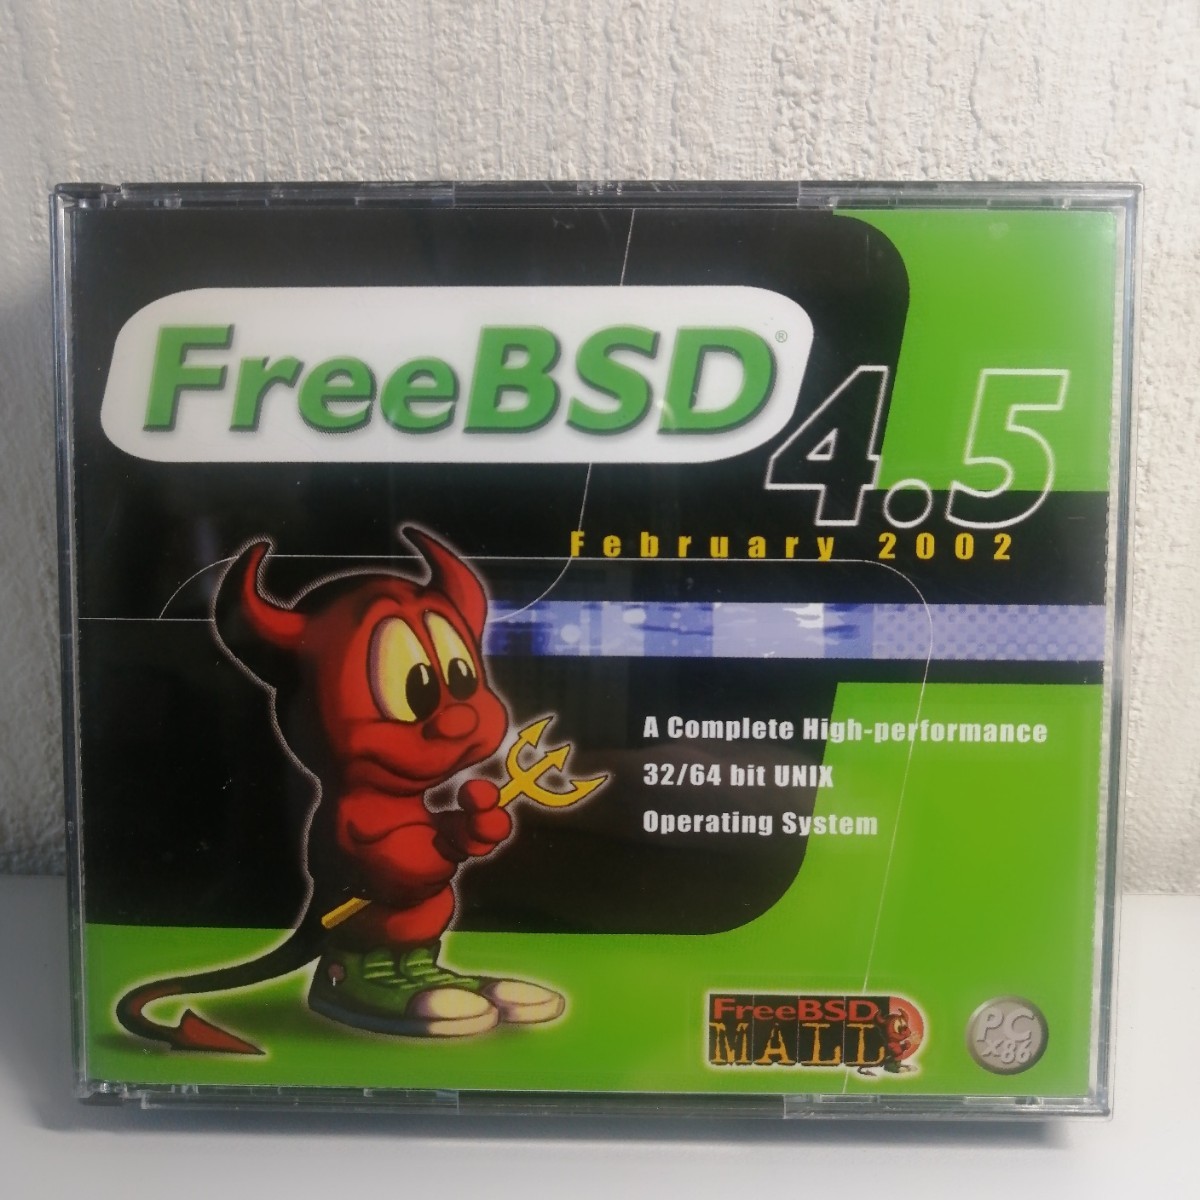 FreeBSD®
4.5
February 2002
A Complete High-performance
32/64 bit UNIX
Operating System
FreeBSD
MALL
PC
x86